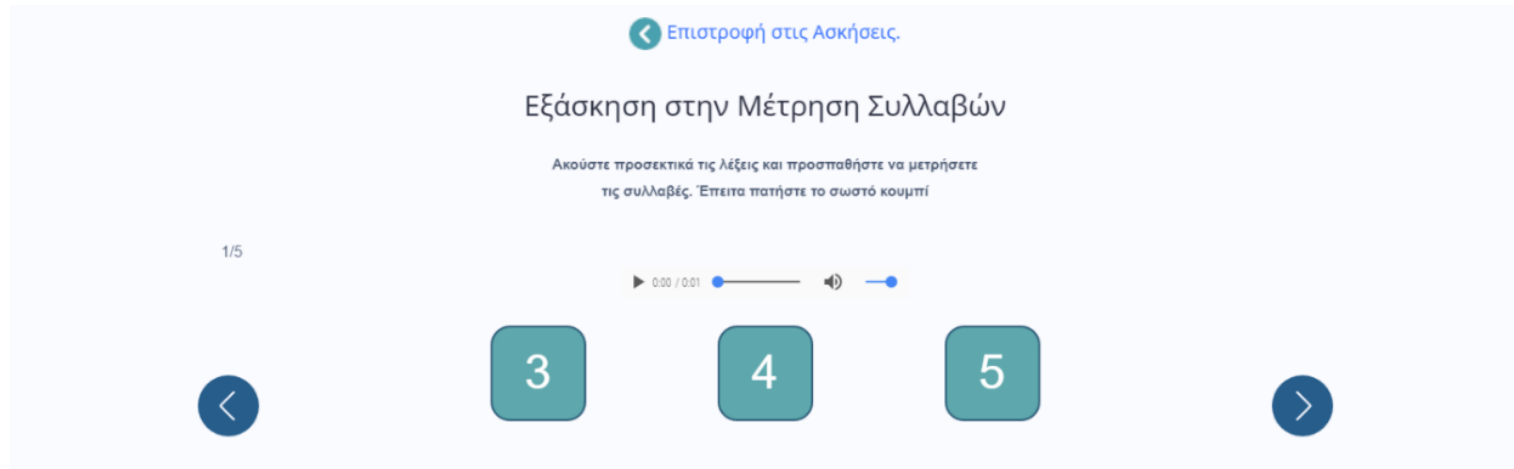 Επιστροφή στις Ασκήσεις.
Εξάσκηση στην Μέτρηση Συλλαβών
Ακούστε προσεκτικά τις λέξεις και προσπαθήστε να μετρήσετε
τις συλλαβές. Έπειτα πατήστε το σωστό κουμπί
1/5
0:00 / 0:01
3 4 5